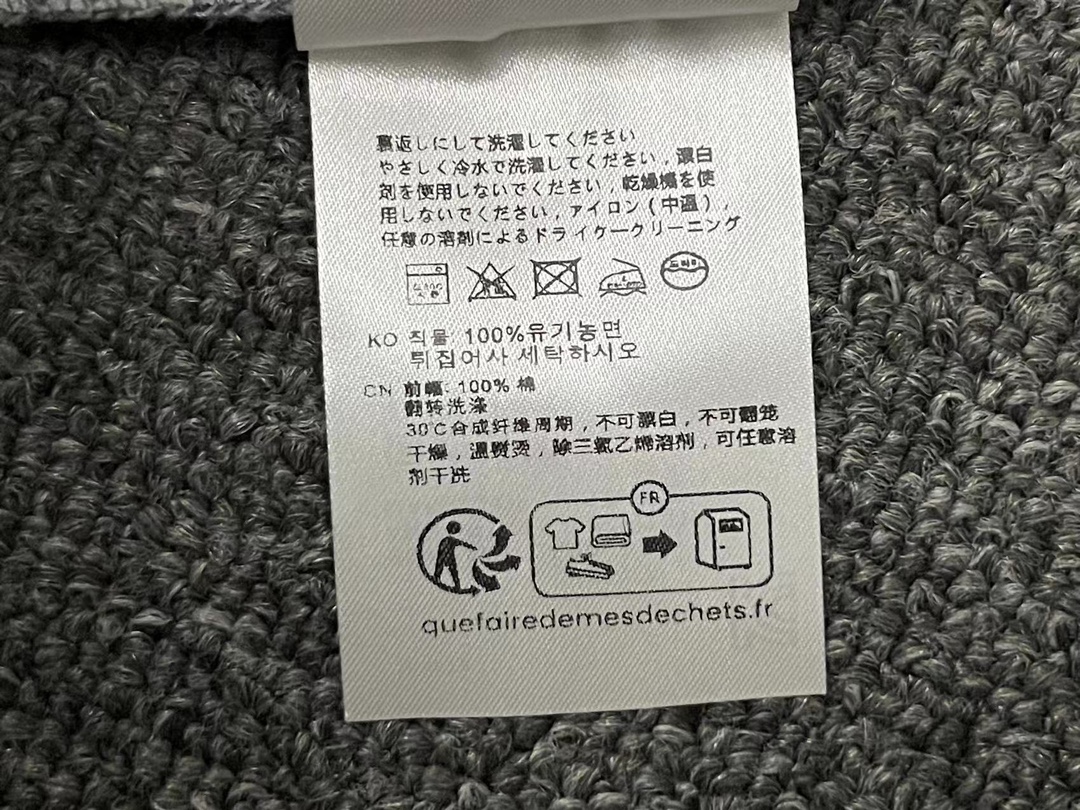 裏返しにして洗濯してください
やさしく冷水で洗濯してください，漂白
剤を使用しないでください，乾燥機を使
用しないでください，アイロン（中温），
任意の溶剤によるドライケークリーニング
KO 직물: 100%유기농면
뒤집어사 세탁하시오
CN 前幅: 100% 棉
翻转洗涤
30°C合成纤维周期，不可漂白，不可翻笼
干燥，温熨烫，除三氯乙烯溶剂，可任意溶
剂干洗
FR
quefairedemesdechets.fr